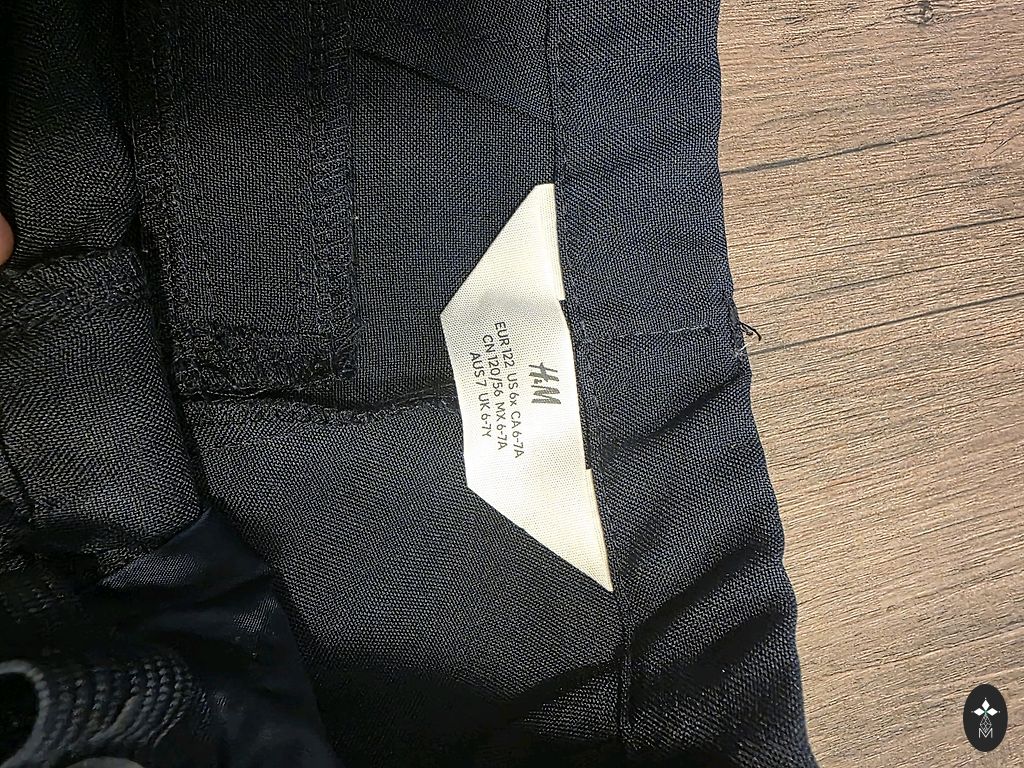 H&M
EUR 122 US 6x CA 6-7A
CN 120/56 MX 6-7A
AUS 7 UK 6-7Y
M